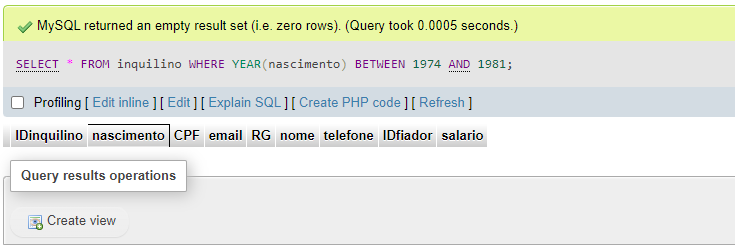 MySQL returned an empty result set (i.e. zero rows). (Query took 0.0005 seconds.)
SELECT * FROM inquilino WHERE YEAR(nascimento) BETWEEN 1974 AND 1981;
Profiling [ Edit inline ] [ Edit ] [ Explain SQL ] [ Create PHP code ] [ Refresh ]
IDinquilino nascimento CPF email RG nome telefone IDfiador salario
Query results operations
Create view